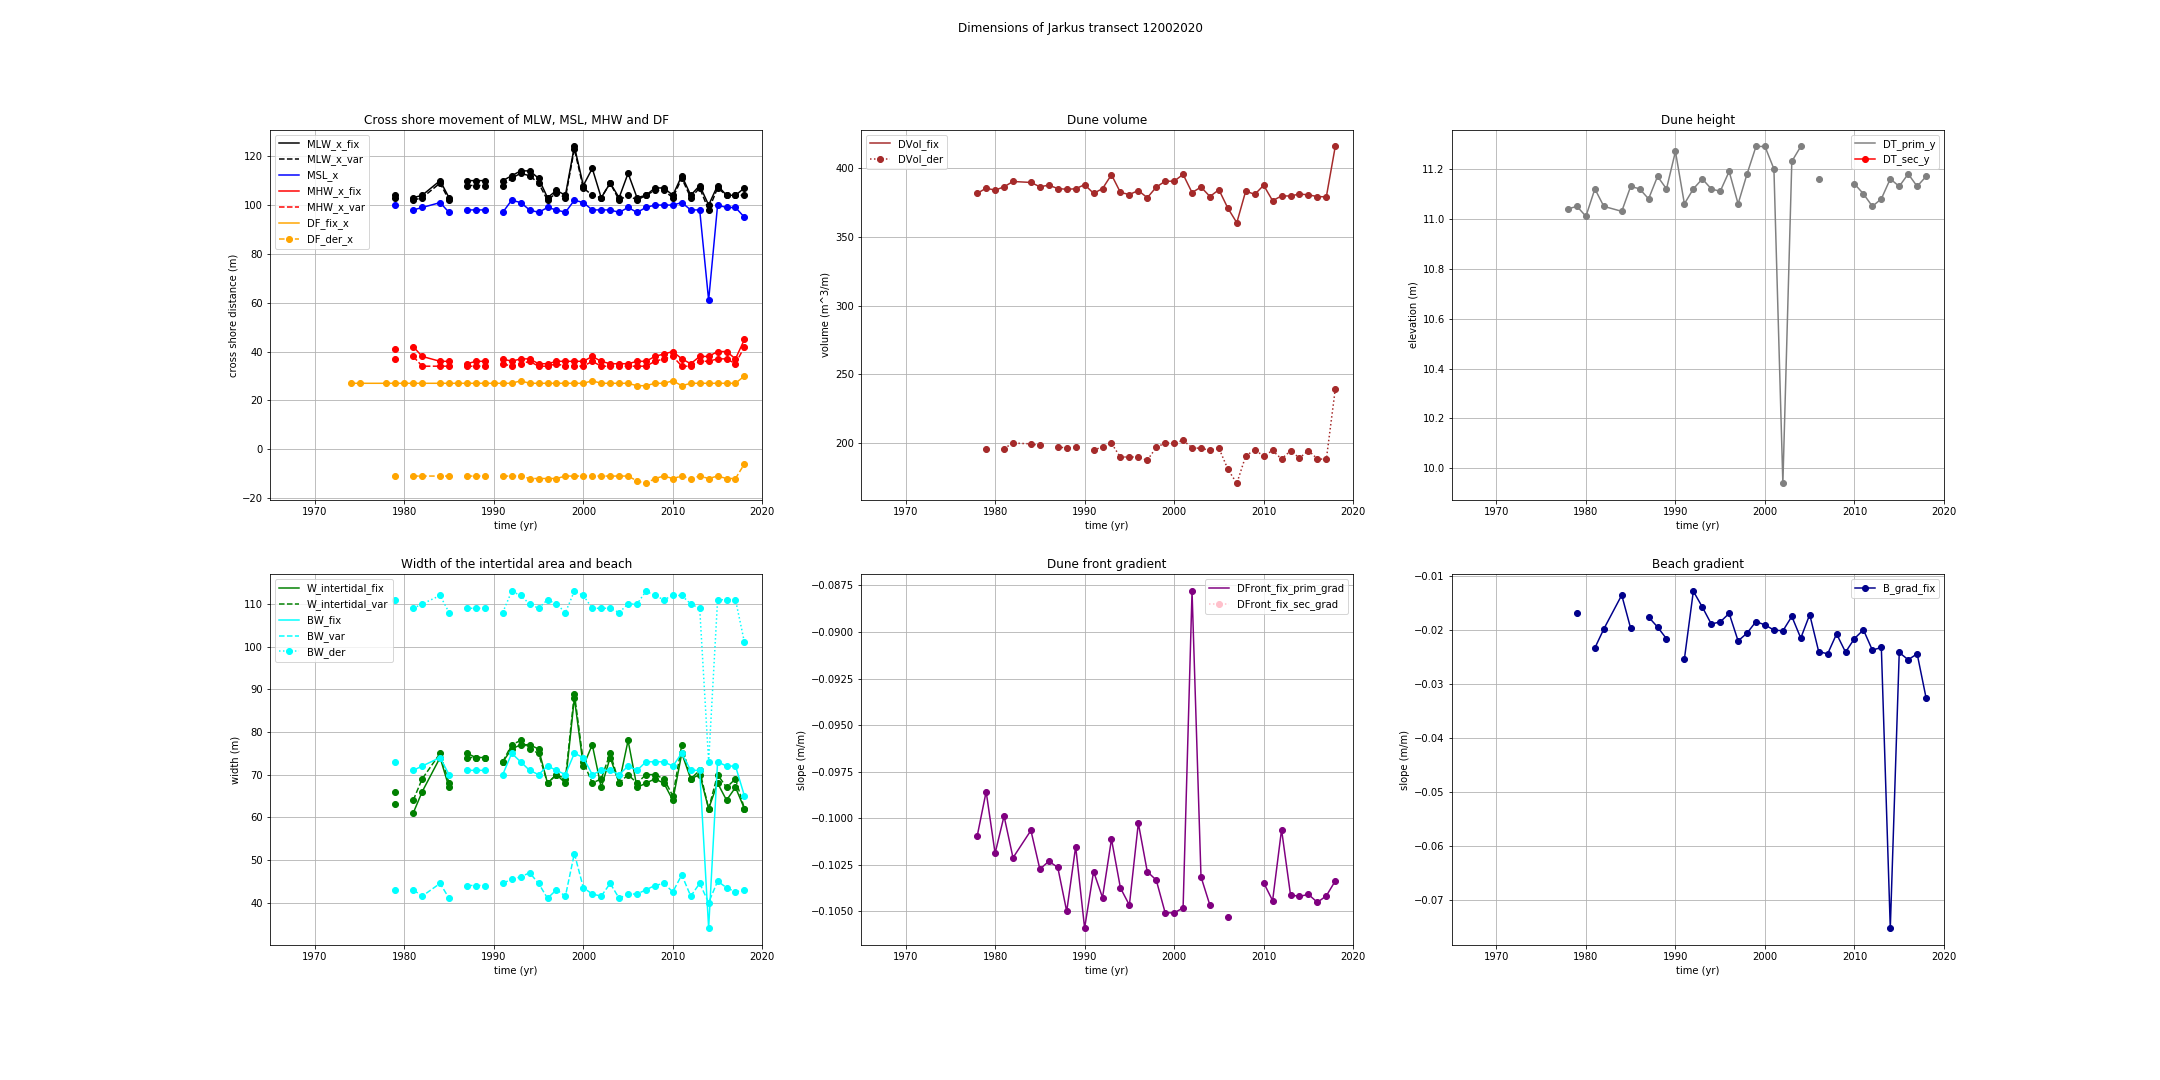 Dimensions of Jarkus transect 12002020
Cross shore movement of MLW, MSL, MHW and DF
MLW_x_fix
MLW_x_var
MSL_x
MHW_x_fix
MHW_x_var
DF_fix_x
DF_der_x
120
100
80
60
40
20
0
−20
cross shore distance (m)
1970 1980 1990 2000 2010 2020
time (yr)
Dune volume
DVol_fix
DVol_der
400
350
300
250
200
volume (m^3/m)
1970 1980 1990 2000 2010 2020
time (yr)
Dune height
DT_prim_y
DT_sec_y
11.2
11.0
10.8
10.6
10.4
10.2
10.0
elevation (m)
1970 1980 1990 2000 2010 2020
time (yr)
Width of the intertidal area and beach
W_intertidal_fix
W_intertidal_var
BW_fix
BW_var
BW_der
110
100
90
80
70
60
50
40
width (m)
1970 1980 1990 2000 2010 2020
time (yr)
Dune front gradient
DFront_fix_prim_grad
DFront_fix_sec_grad
−0.0875
−0.0900
−0.0925
−0.0950
−0.0975
−0.1000
−0.1025
−0.1050
slope (m/m)
1970 1980 1990 2000 2010 2020
time (yr)
Beach gradient
B_grad_fix
−0.01
−0.02
−0.03
−0.04
−0.05
−0.06
−0.07
slope (m/m)
1970 1980 1990 2000 2010 2020
time (yr)